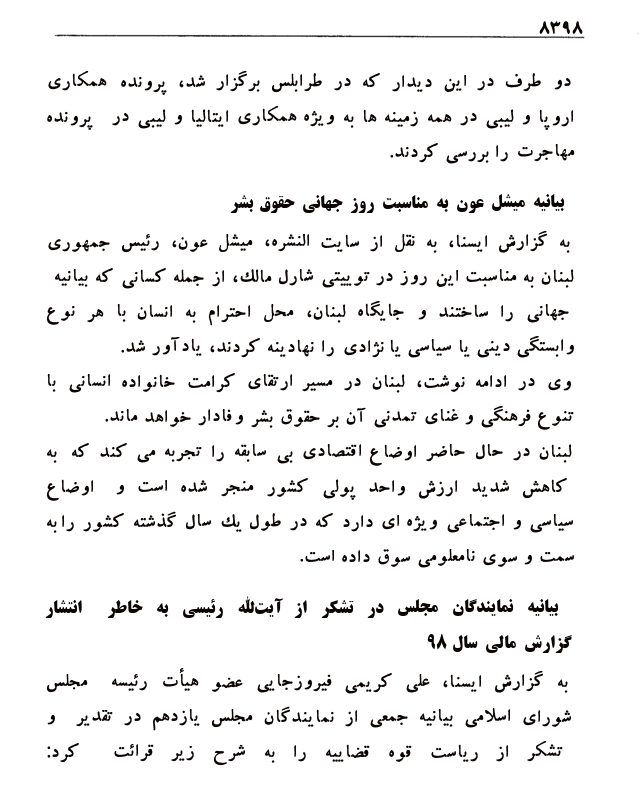 ۸۳۹۸
دو طرف در این دیدار که در طرابلس برگزار شد، پرونده همکاری
اروپا و لیبی در همه زمینه ها به ویژه همکاری ایتالیا و لیبی در پرونده
مهاجرت را بررسی کردند.
بیانیه میشل عون به مناسبت روز جهانی حقوق بشر
به گزارش ایسنا، به نقل از سایت النشره، میشل عون، رئیس جمهوری
لبنان به مناسبت این روز در توییتی شارل مالك، از جمله کسانی که بیانیه
جهانی را ساختند و جایگاه لبنان، محل احترام به انسان با هر نوع
وابستگی دینی یا سیاسی یا نژادی را نهادینه کردند، یادآور شد.
وی در ادامه نوشت، لبنان در مسیر ارتقای کرامت خانواده انسانی با
تنوع فرهنگی و غنای تمدنی آن بر حقوق بشر وفادار خواهد ماند.
لبنان در حال حاضر اوضاع اقتصادی بی سابقه را تجربه می کند که به
کاهش شدید ارزش واحد پولی کشور منجر شده است و اوضاع
سیاسی و اجتماعی ویژه ای دارد که در طول يك سال گذشته کشور رابه
سمت و سوی نامعلومی سوق داده است.
بیانیه نمایندگان مجلس در تشکر از آیت‌الله رئیسی به خاطر انتشار
گزارش مالی سال ۹۸
به گزارش ایسنا، علی کریمی فیروزجایی عضو هیأت رئیسه مجلس
شورای اسلامی بیانیه جمعی از نمایندگان مجلس یازدهم در تقدیر و
تشکر از ریاست قوه قضاییه را به شرح زیر قرائت کرد: